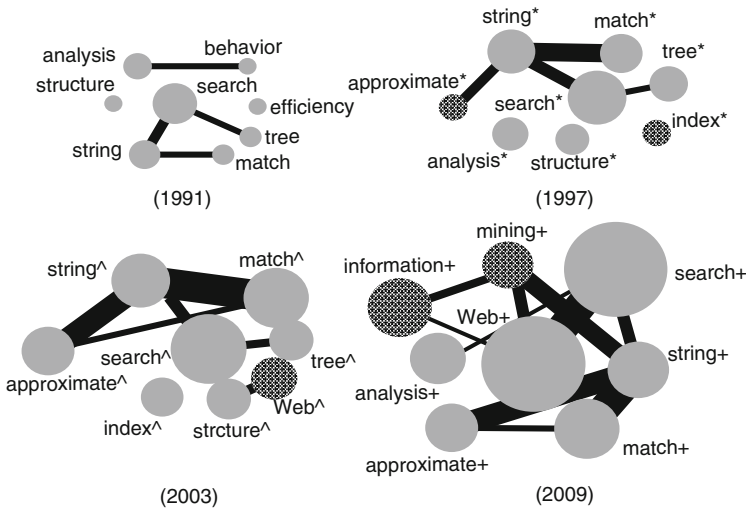 analysis
behavior
structure
search
efficiency
tree
string
match
(1991)
string*
match*
tree*
approximate*
search*
index*
analysis*
structure*
(1997)
string^
match^
approximate^
search^
tree^
index^
strcture^
Web^
(2003)
mining+
information+
search+
Web+
string+
analysis+
match+
approximate+
(2009)